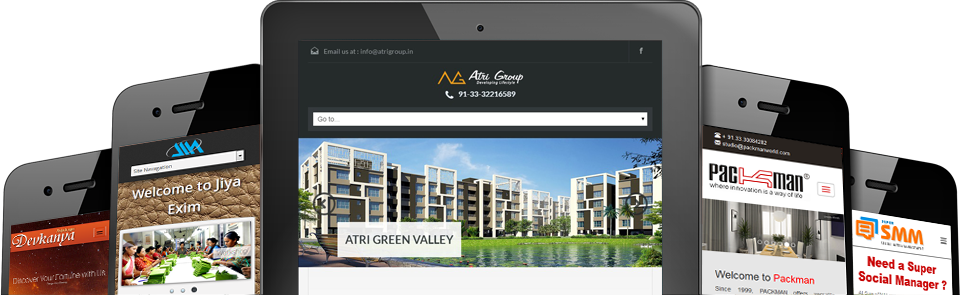 Devkanya
Discover Your Fortune with Us
JIYA
Site Navigation
Welcome to Jiya
Exim
Email us at : info@atrigroup.in
f
Atri Group
Developing Lifestyle
91-33-32216589
Go to...
ATRI GREEN VALLEY
+ 91 33 30084282
studio@packmanworld.com
PACKMAN®
where innovation is a way of life
Welcome to Packman
Since 1999, PACKMAN offers
SUPER
SMM
Need a Super
Social Manager ?